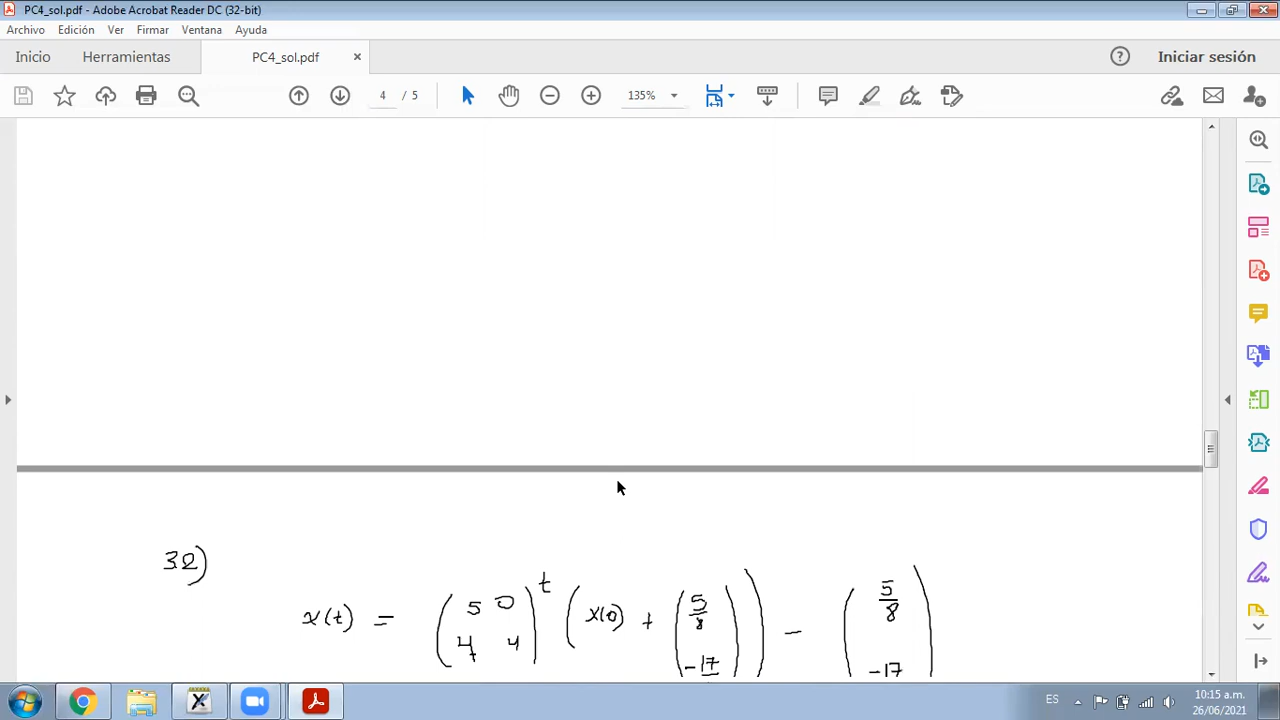 PC4_sol.pdf - Adobe Acrobat Reader DC (32-bit)
Archivo Edición Ver Firmar Ventana Ayuda
Inicio Herramientas PC4_sol.pdf × Iniciar sesión
4 / 5 135%
32)
x(t) = ( 5 0 )^t ( x(0) + ( 5/8 ) ) - ( 5/8 )
( 4 4 ) ( -17 ) ( -17 )
ES 10:15 a.m.
26/06/2021